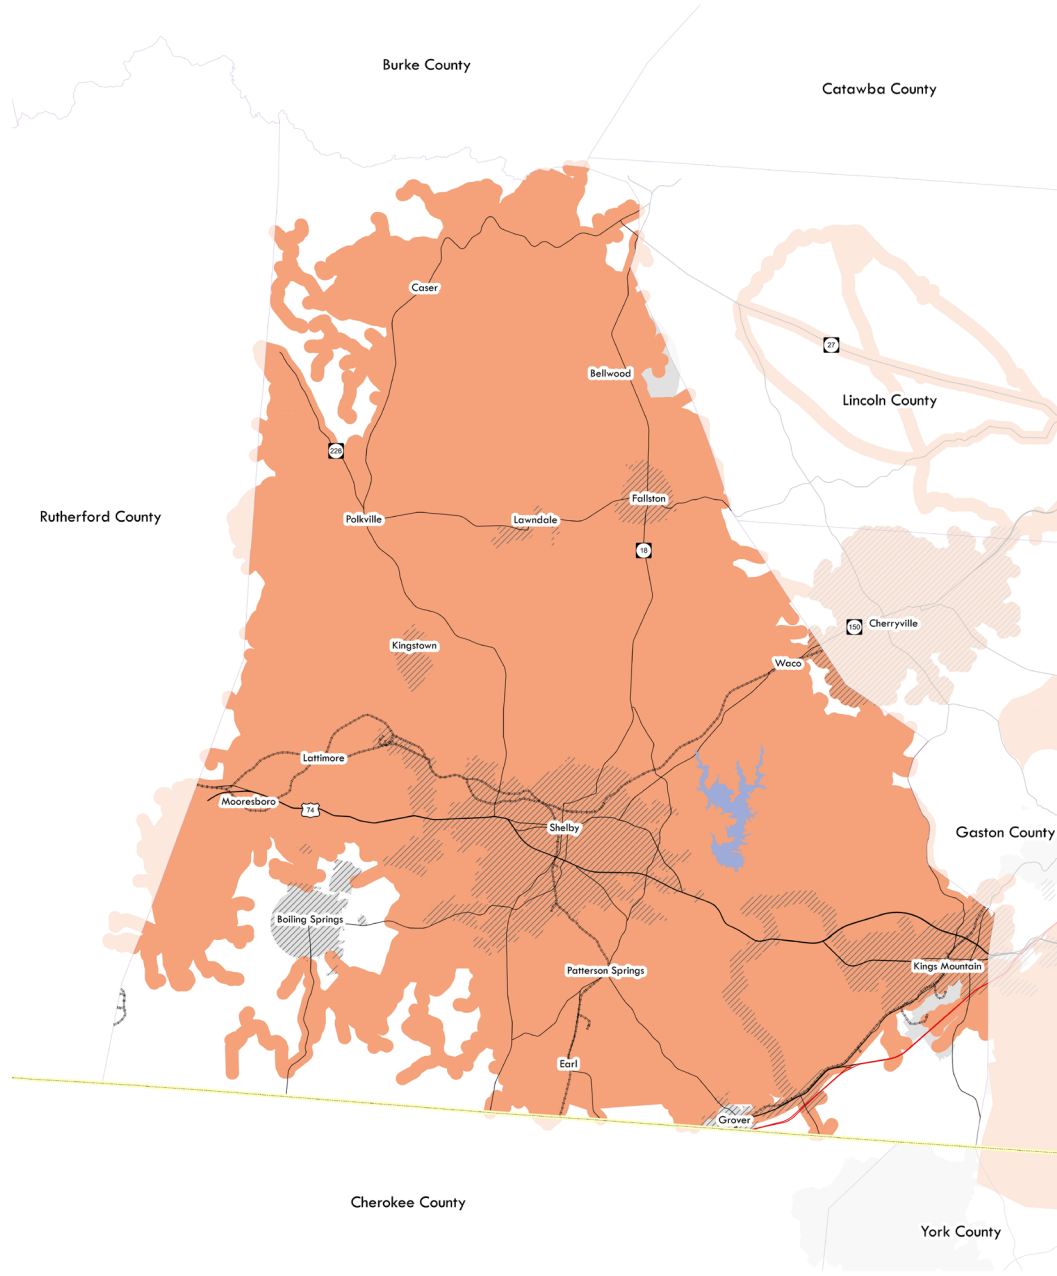 Burke County
Catawba County
Caser
27
Bellwood
Lincoln County
226
Fallston
Rutherford County
Polkville
Lawndale
18
150
Cherryville
Kingstown
Waco
Lattimore
Mooresboro
74
Shelby
Gaston County
Boiling Springs
Patterson Springs
Kings Mountain
Earl
Grover
Cherokee County
York County